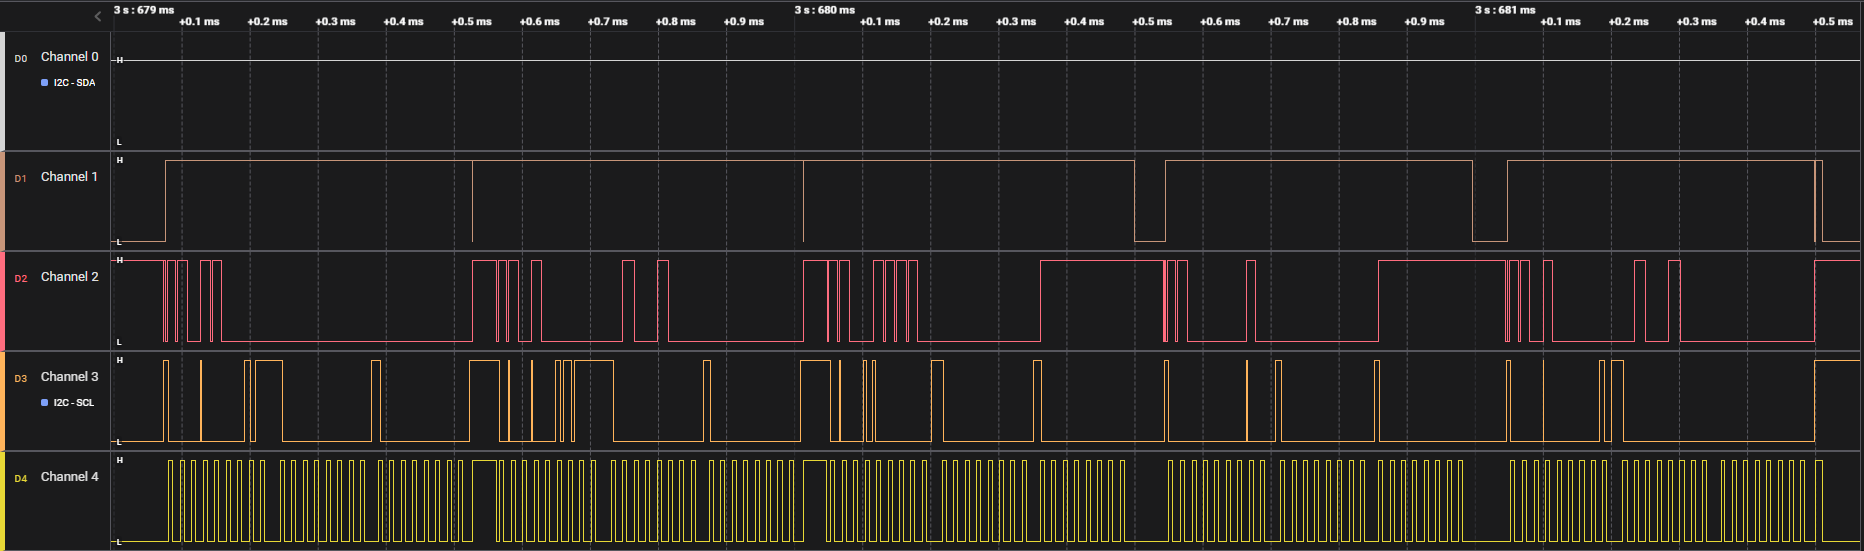 3 s : 679 ms 3 s : 680 ms 3 s : 681 ms
+0.1 ms +0.2 ms +0.3 ms +0.4 ms +0.5 ms +0.6 ms +0.7 ms +0.8 ms +0.9 ms +0.1 ms +0.2 ms +0.3 ms +0.4 ms +0.5 ms +0.6 ms +0.7 ms +0.8 ms +0.9 ms +0.1 ms +0.2 ms +0.3 ms +0.4 ms +0.5 ms
D0 Channel 0 H
I2C - SDA
L
H
D1 Channel 1
L
H
D2 Channel 2
L
H
D3 Channel 3
I2C - SCL
L
H
D4 Channel 4
L